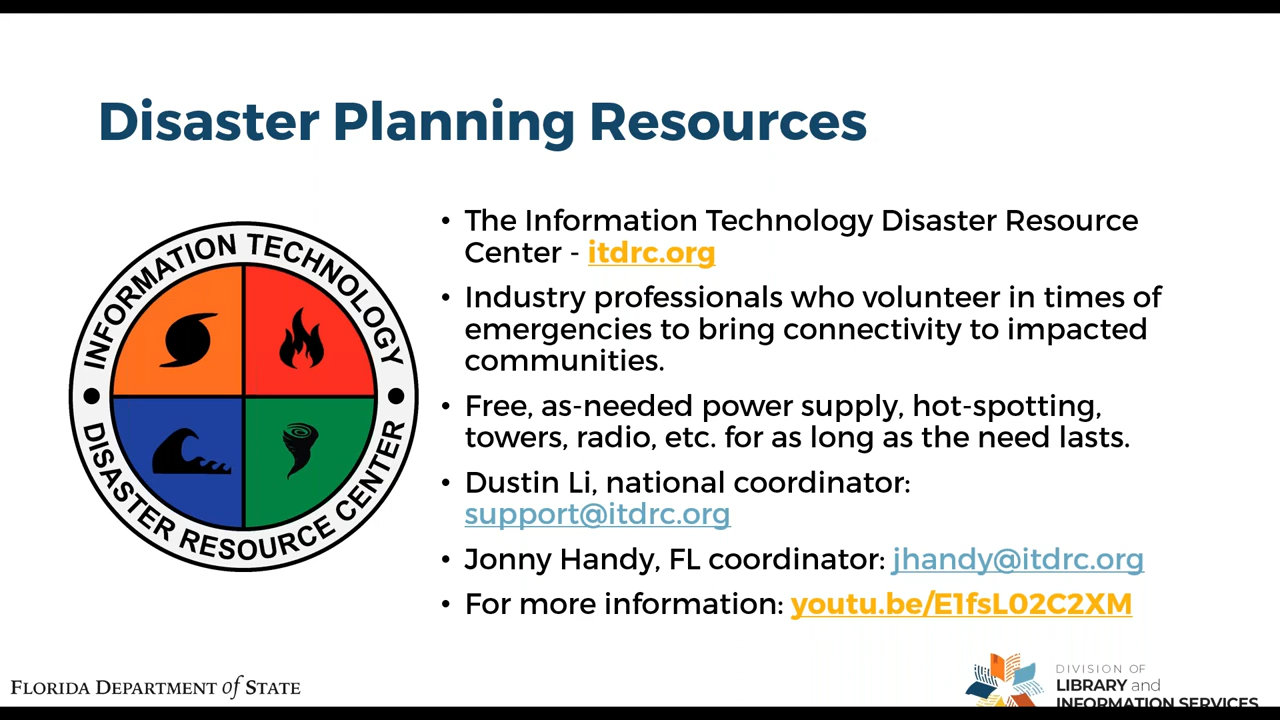 Disaster Planning Resources
INFORMATION TECHNOLOGY
DISASTER RESOURCE CENTER
• The Information Technology Disaster Resource
Center - itdrc.org
• Industry professionals who volunteer in times of
emergencies to bring connectivity to impacted
communities.
• Free, as-needed power supply, hot-spotting,
towers, radio, etc. for as long as the need lasts.
• Dustin Li, national coordinator:
support@itdrc.org
• Jonny Handy, FL coordinator: jhandy@itdrc.org
• For more information: youtu.be/E1fsL02C2XM
FLORIDA DEPARTMENT of STATE
DIVISION OF
LIBRARY and
INFORMATION SERVICES